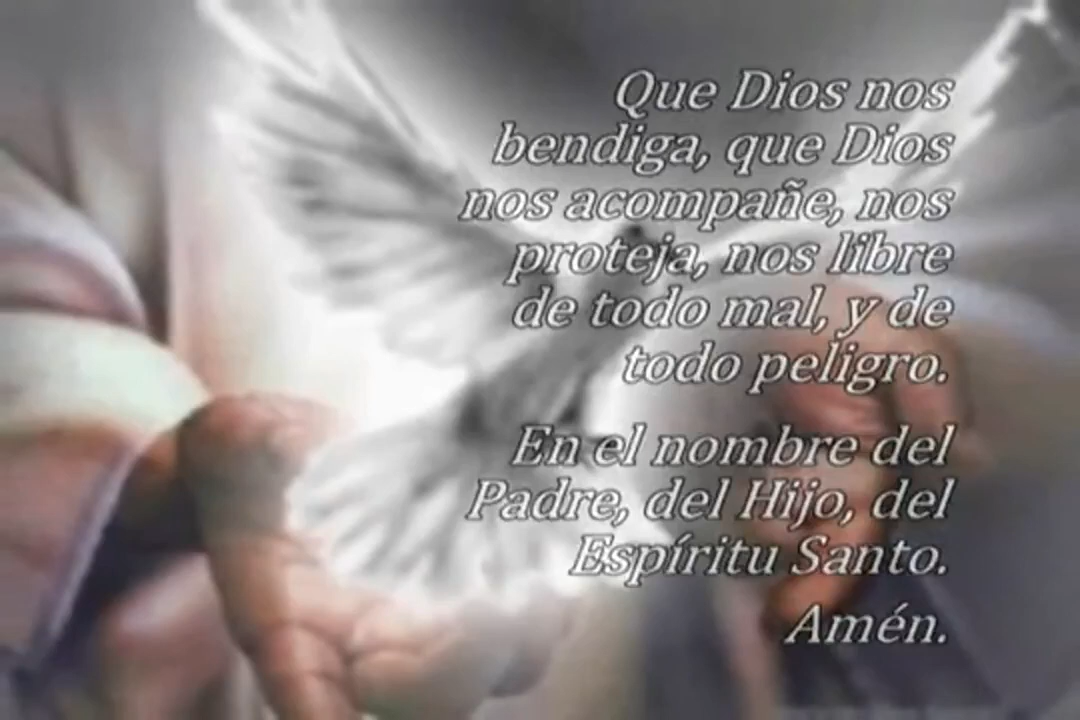 Que Dios nos
bendiga, que Dios
nos acompañe, nos
proteja, nos libre
de todo mal, y de
todo peligro.
En el nombre del
Padre, del Hijo, del
Espíritu Santo.
Amén.